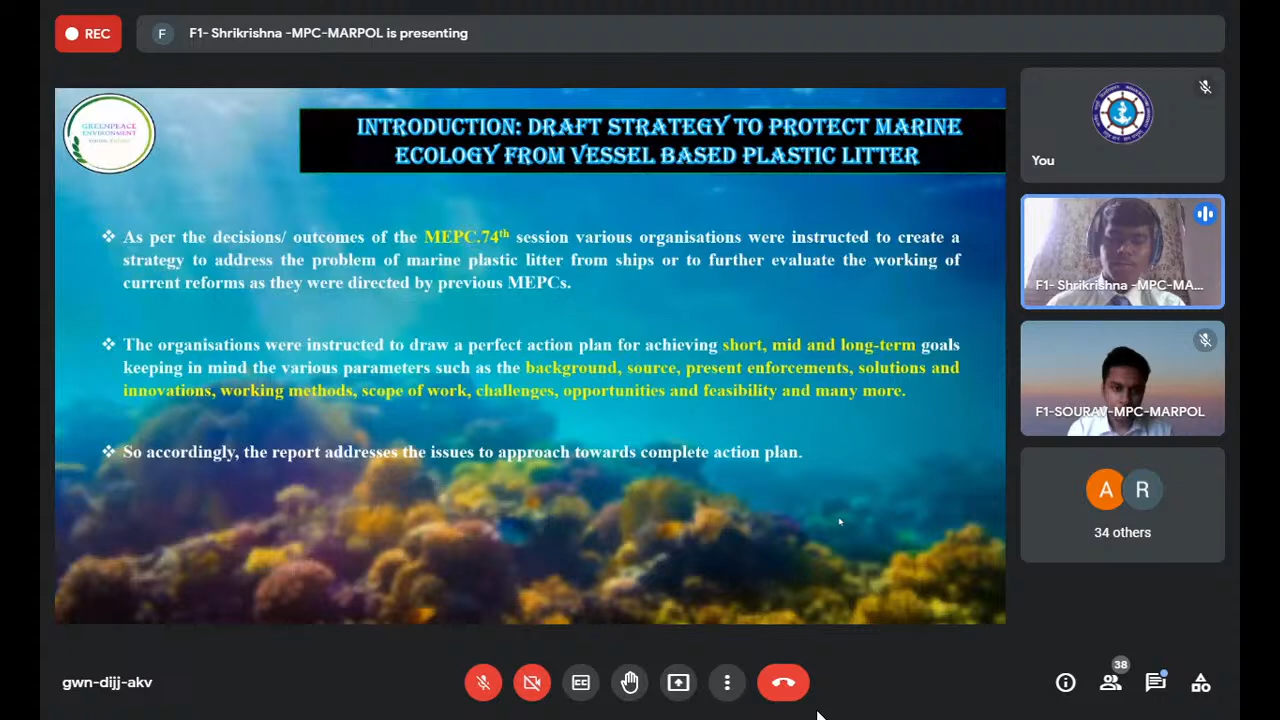 REC
F
F1- Shrikrishna -MPC-MARPOL is presenting
GREENPEACE
ENVIRONMENT
INTRODUCTION: DRAFT STRATEGY TO PROTECT MARINE
ECOLOGY FROM VESSEL BASED PLASTIC LITTER
❖ As per the decisions/ outcomes of the MEPC.74th session various organisations were instructed to create a
strategy to address the problem of marine plastic litter from ships or to further evaluate the working of
current reforms as they were directed by previous MEPCs.
❖ The organisations were instructed to draw a perfect action plan for achieving short, mid and long-term goals
keeping in mind the various parameters such as the background, source, present enforcements, solutions and
innovations, working methods, scope of work, challenges, opportunities and feasibility and many more.
❖ So accordingly, the report addresses the issues to approach towards complete action plan.
You
F1- Shrikrishna -MPC-MA...
F1-SOURAV-MPC-MARPOL
A R
34 others
gwn-dijj-akv
CC
38